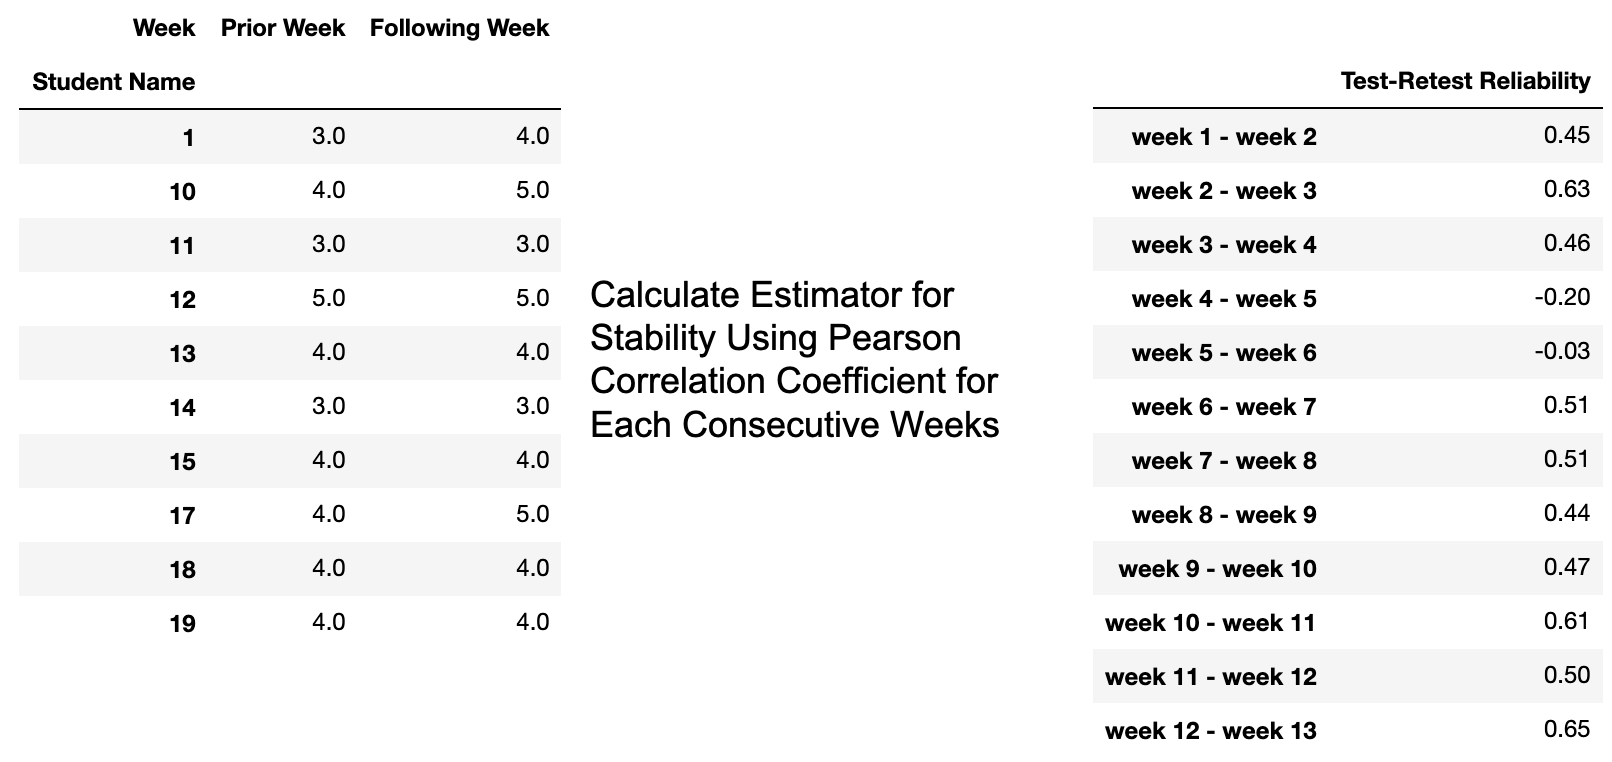 Week Prior Week Following Week
Student Name
1 3.0 4.0
10 4.0 5.0
11 3.0 3.0
12 5.0 5.0
13 4.0 4.0
14 3.0 3.0
15 4.0 4.0
17 4.0 5.0
18 4.0 4.0
19 4.0 4.0
Calculate Estimator for
Stability Using Pearson
Correlation Coefficient for
Each Consecutive Weeks
Test-Retest Reliability
week 1 - week 2 0.45
week 2 - week 3 0.63
week 3 - week 4 0.46
week 4 - week 5 -0.20
week 5 - week 6 -0.03
week 6 - week 7 0.51
week 7 - week 8 0.51
week 8 - week 9 0.44
week 9 - week 10 0.47
week 10 - week 11 0.61
week 11 - week 12 0.50
week 12 - week 13 0.65